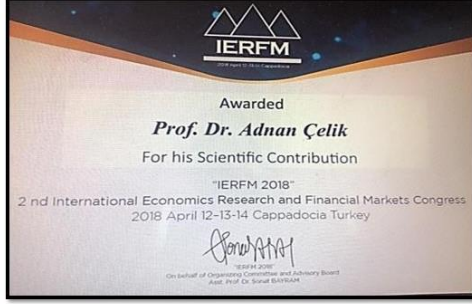 IERFM
2018 April 12-13-14 Cappadocia
Awarded
Prof. Dr. Adnan Çelik
For his Scientific Contribution
"IERFM 2018"
2 nd International Economics Research and Financial Markets Congress
2018 April 12-13-14 Cappadocia Turkey
"IERFM 2018"
On behalf of Organizing Committee and Advisory Board
Asst. Prof. Dr. Sonat BAYRAM